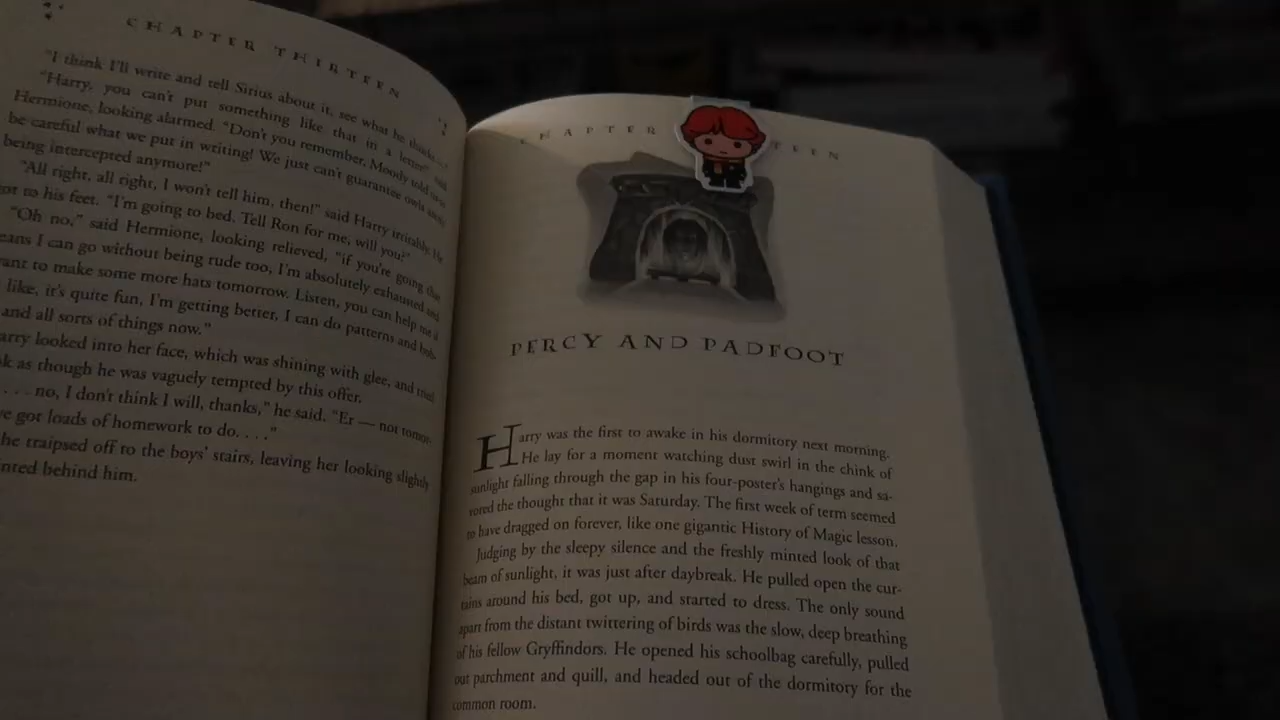 CHAPTER THIRTEEN
"I think I'll write and tell Sirius about it, see what he thinks
"Harry, you can't put something like that in a letter"
Hermione, looking alarmed. "Don't you remember, Moody told us to
be careful what we put in writing! We just can't guarantee owls aren't
being intercepted anymore!"
"All right, all right, I won't tell him, then!" said Harry irritably. He
got to his feet. "I'm going to bed. Tell Ron for me, will you?"
"Oh no," said Hermione, looking relieved, "if you're going that
eans I can go without being rude too, I'm absolutely exhausted and
ant to make some more hats tomorrow. Listen, you can help me if
like, it's quite fun, I'm getting better, I can do patterns and bob-
and all sorts of things now."
arry looked into her face, which was shining with glee, and tried
k as though he was vaguely tempted by this offer.
. . . no, I don't think I will, thanks," he said. "Er — not tomor-
ve got loads of homework to do. . . ."
he traipsed off to the boys' stairs, leaving her looking slightly
nted behind him.
CHAPTER TEEN
PERCY AND PADFOOT
Harry was the first to awake in his dormitory next morning.
He lay for a moment watching dust swirl in the chink of
sunlight falling through the gap in his four-poster's hangings and sa-
vored the thought that it was Saturday. The first week of term seemed
to have dragged on forever, like one gigantic History of Magic lesson.
Judging by the sleepy silence and the freshly minted look of that
beam of sunlight, it was just after daybreak. He pulled open the cur-
tains around his bed, got up, and started to dress. The only sound
apart from the distant twittering of birds was the slow, deep breathing
of his fellow Gryffindors. He opened his schoolbag carefully, pulled
out parchment and quill, and headed out of the dormitory for the
common room.